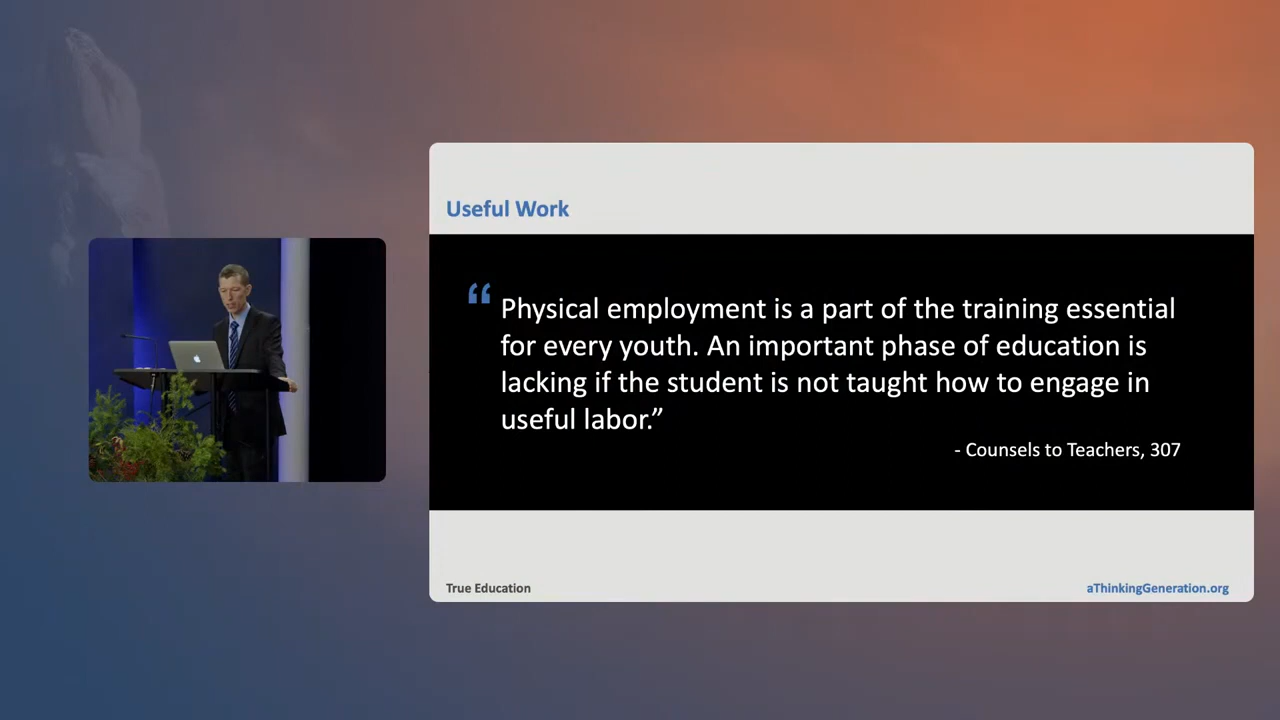 Useful Work
“Physical employment is a part of the training essential
for every youth. An important phase of education is
lacking if the student is not taught how to engage in
useful labor.”
- Counsels to Teachers, 307
True Education
aThinkingGeneration.org